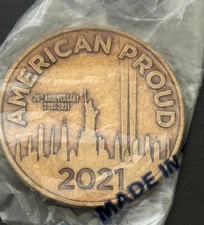 AMERICAN PROUD
20th ANNIVERSARY
2001-2021
2021
MADE IN